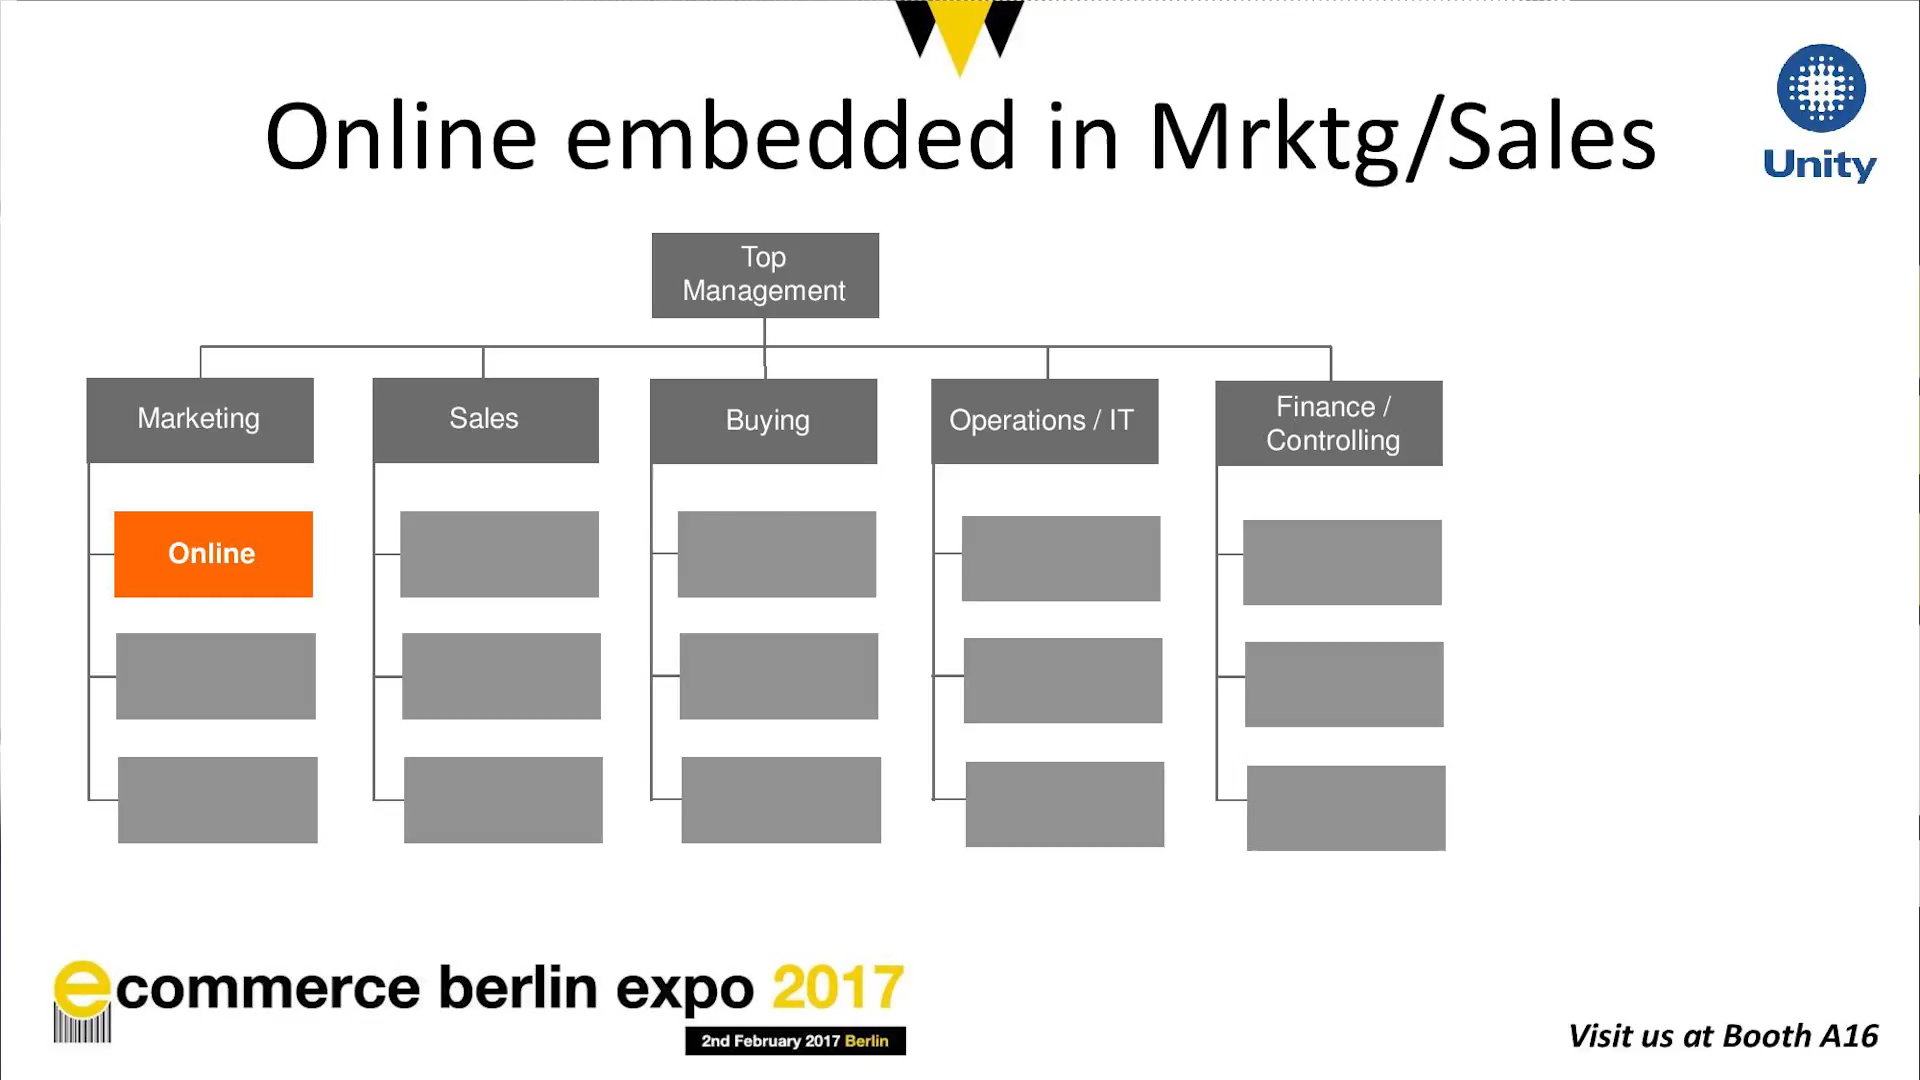 Online embedded in Mrktg/Sales
Unity
Top
Management
Marketing
Sales
Buying
Operations / IT
Finance /
Controlling
Online
ecommerce berlin expo 2017
2nd February 2017 Berlin
Visit us at Booth A16